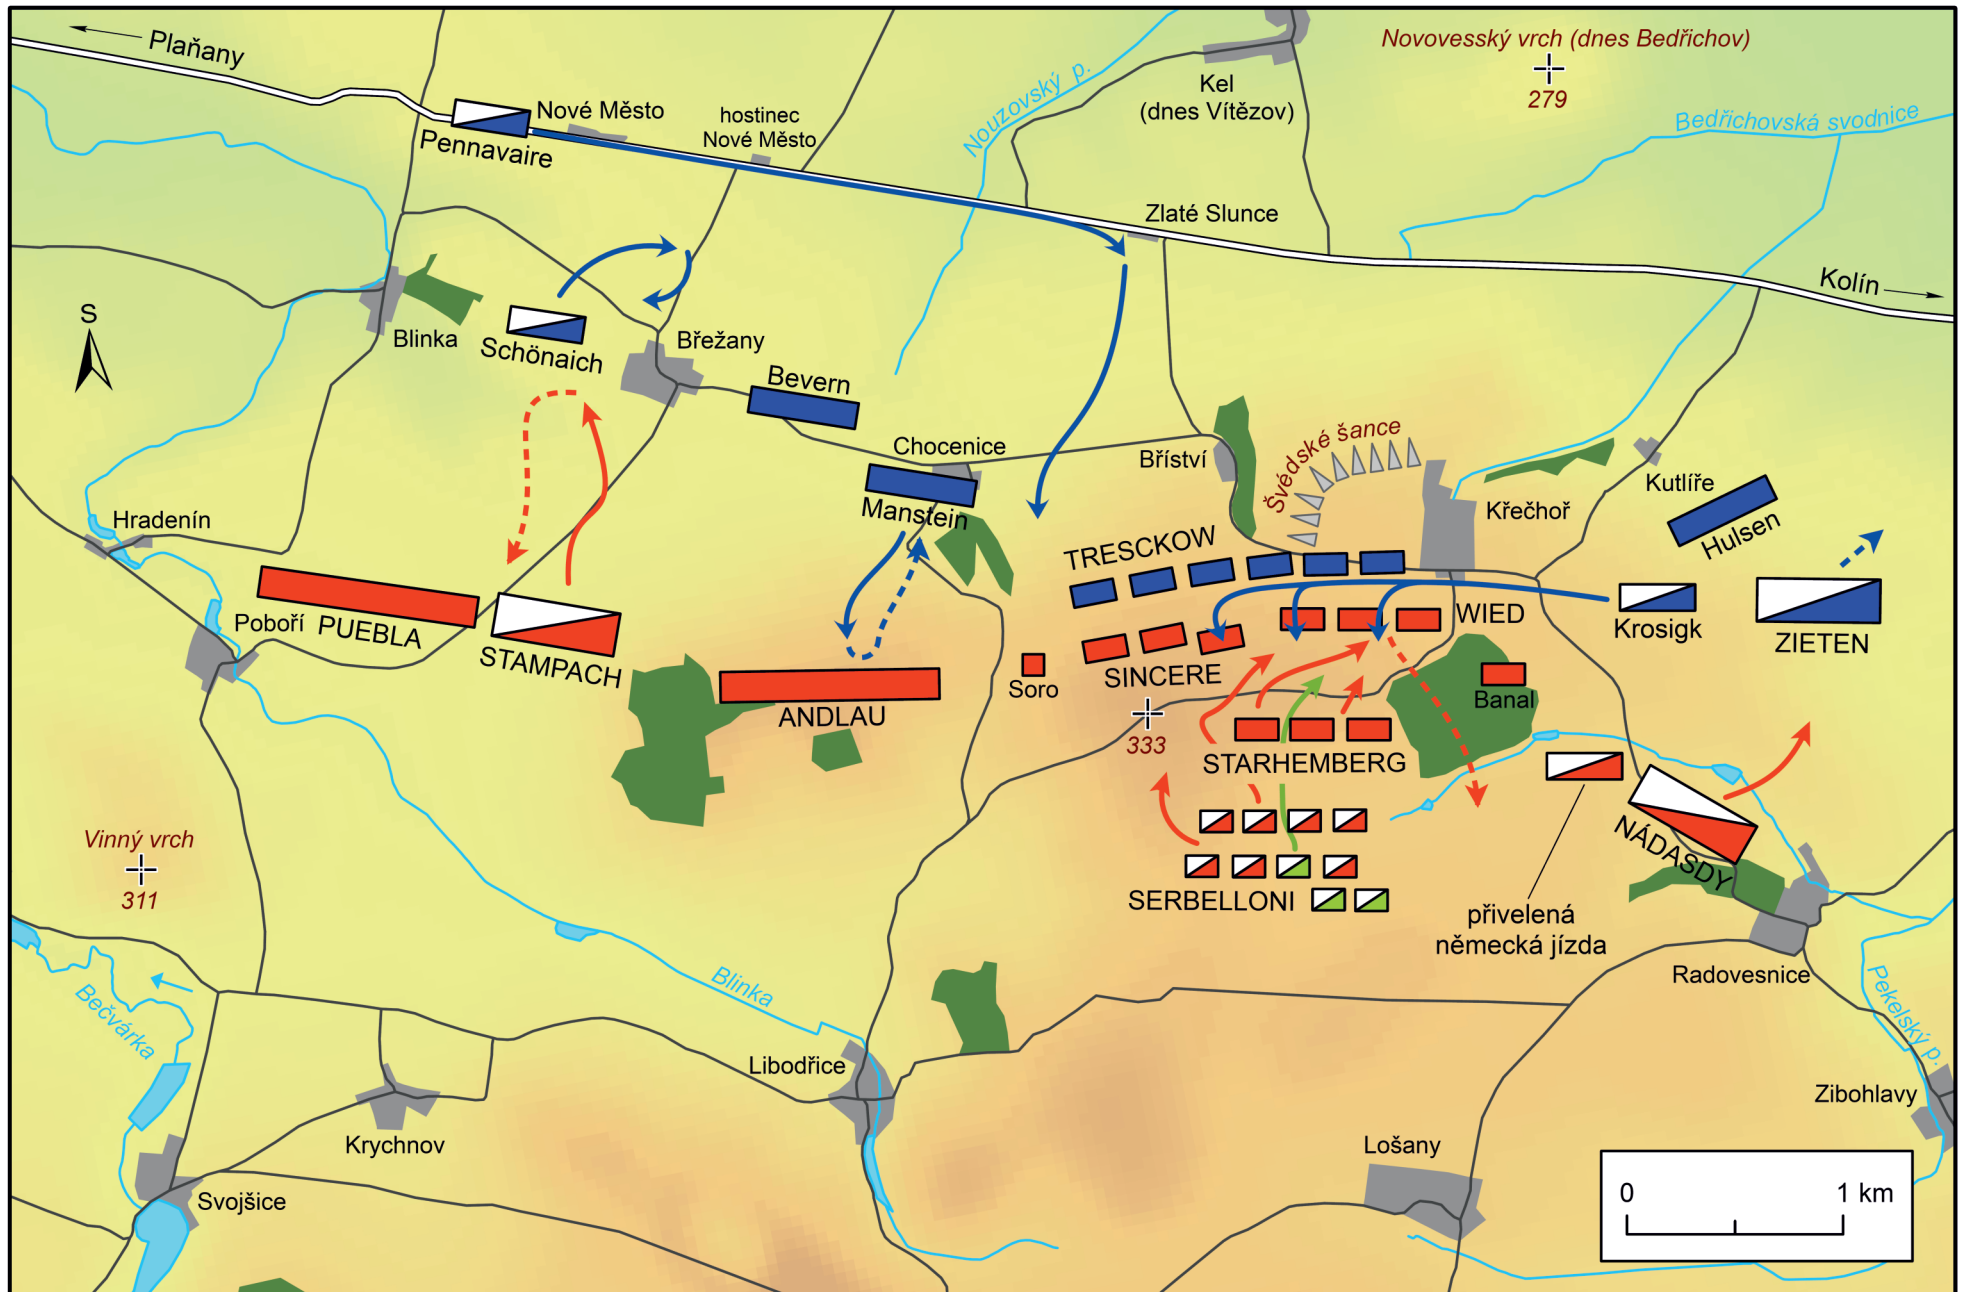 Plaňany
Novovesský vrch (dnes Bedřichov)
279
Kel
(dnes Vítězov)
Nouzovský p.
Bedřichovská svodnice
Nové Město
hostinec
Nové Město
Pennavaire
Zlaté Slunce
Kolín
S
Blinka
Schönaich
Břežany
Bevern
Chocenice
Manstein
Bříství
Švédské šance
Křečhoř
Kutlíře
Hulsen
Hradenín
TRESCKOW
Poboří
PUEBLA
STAMPACH
ANDLAU
Soro
SINCERE
WIED
Krosigk
ZIETEN
Banal
333
STARHEMBERG
NÁDASDY
Vinný vrch
311
SERBELLONI
přivelená
německá jízda
Radovesnice
Pekelský p.
Bečvárka
Blinka
Libodřice
Krychnov
Zibohlavy
Lošany
Svojšice
0
1 km